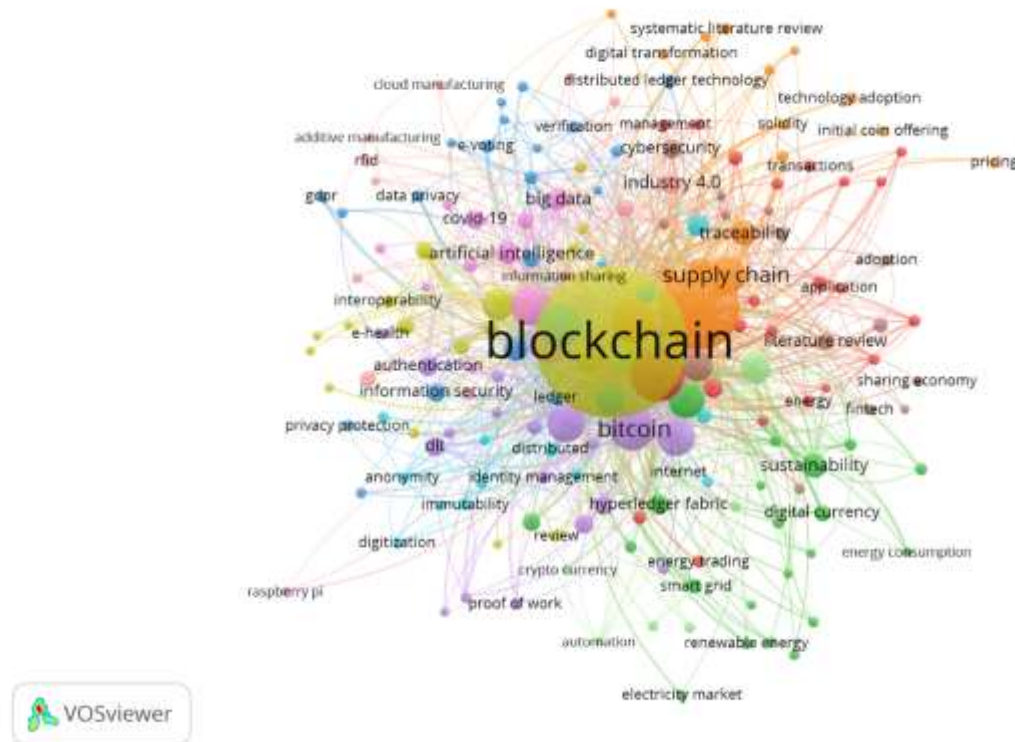 systematic literature review
digital transformation
cloud manufacturing
distributed ledger technology
technology adoption
additive manufacturing
verification
management
solidity
initial coin offering
rfid
e-voting
cybersecurity
transactions
pricing
gdpr
data privacy
big data
industry 4.0
covid-19
traceability
artificial intelligence
adoption
information sharing
supply chain
application
interoperability
e-health
blockchain
literature review
authentication
information security
ledger
sharing economy
energy
fintech
privacy protection
bitcoin
dlt
distributed
internet
sustainability
anonymity
identity management
immutability
hyperledger fabric
digital currency
digitization
review
energy trading
energy consumption
crypto currency
smart grid
raspberry pi
proof of work
automation
renewable energy
electricity market
VOSviewer